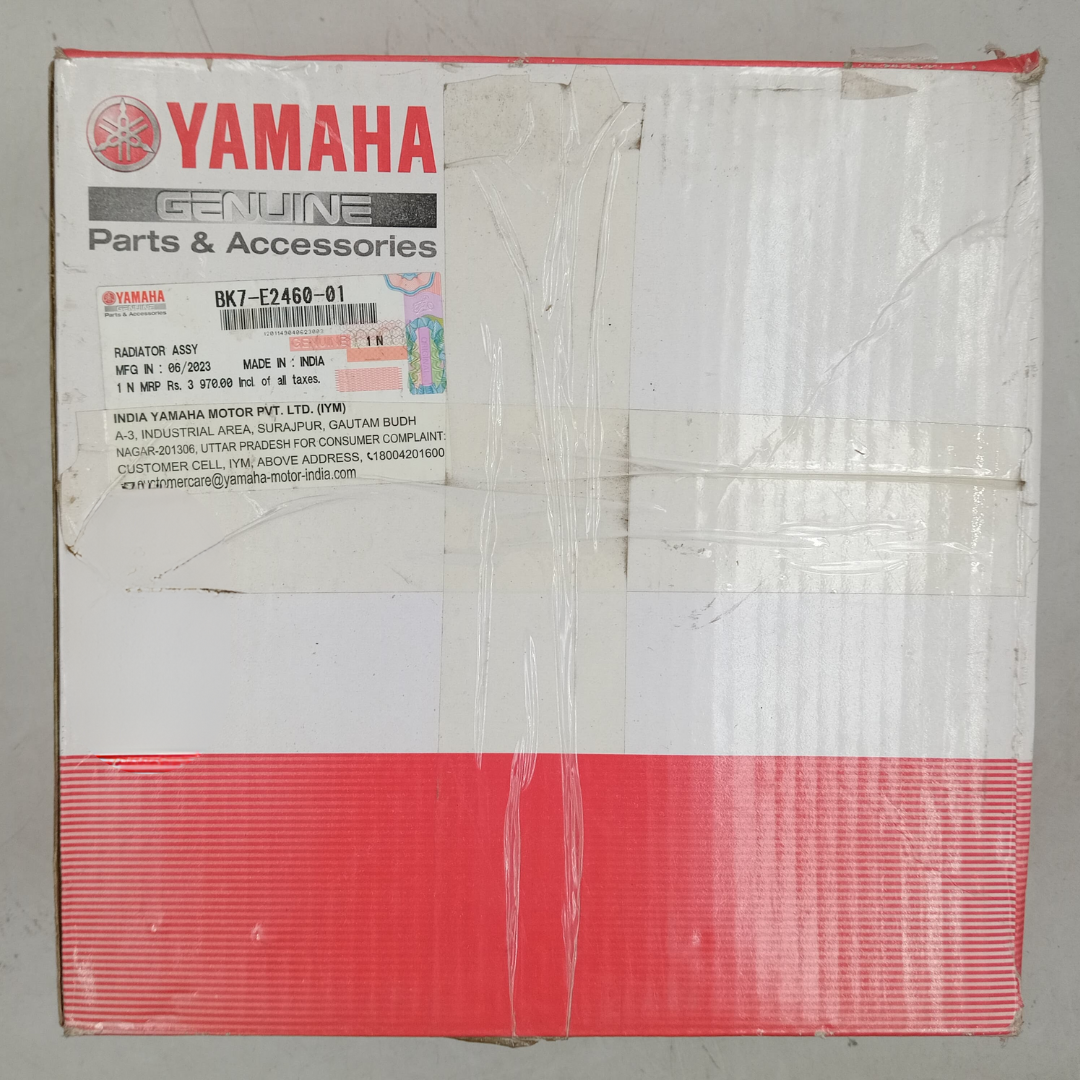 YAMAHA
GENUINE
Parts & Accessories
YAMAHA
GENUINE
Parts & Accessories
BK7-E2460-01
GENUINE
1 N
RADIATOR ASSY
MFG IN : 06/2023 MADE IN : INDIA
1 N MRP Rs. 3 970.00 Incl. of all taxes.
INDIA YAMAHA MOTOR PVT. LTD. (IYM)
A-3, INDUSTRIAL AREA, SURAJPUR, GAUTAM BUDH
NAGAR-201306, UTTAR PRADESH FOR CONSUMER COMPLAINT:
CUSTOMER CELL, IYM, ABOVE ADDRESS, 18004201600